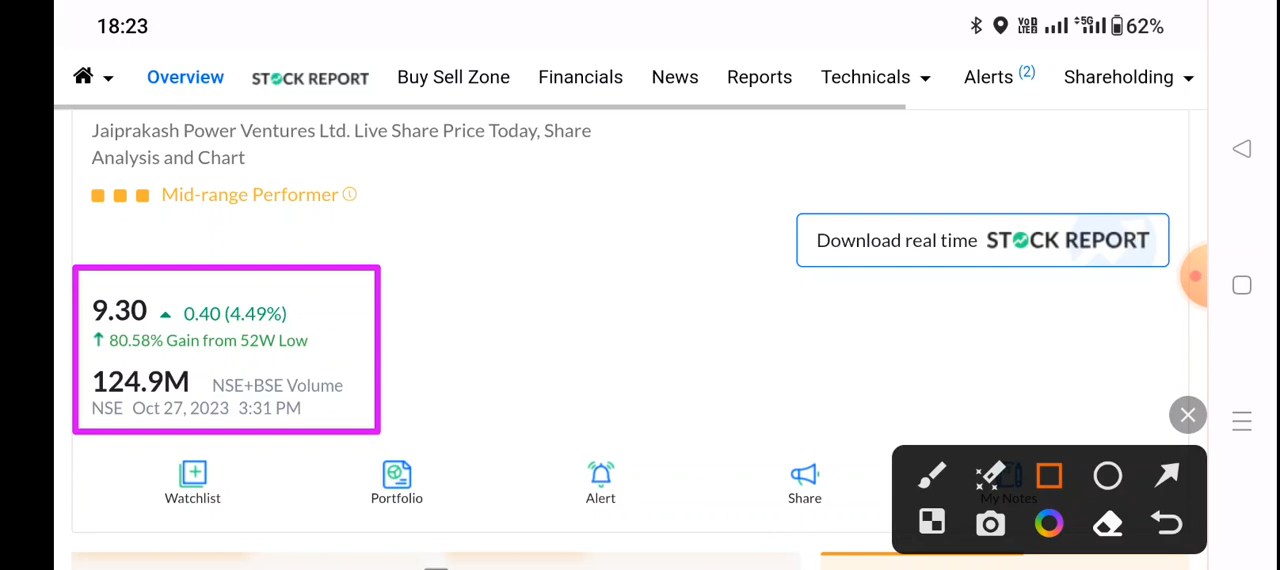 18:23
VoD LTE 5G 62%
Overview STOCK REPORT Buy Sell Zone Financials News Reports Technicals Alerts (2) Shareholding
Jaiprakash Power Ventures Ltd. Live Share Price Today, Share
Analysis and Chart
Mid-range Performer
Download real time STOCK REPORT
9.30 0.40 (4.49%)
80.58% Gain from 52W Low
124.9M NSE+BSE Volume
NSE Oct 27, 2023 3:31 PM
Watchlist Portfolio Alert Share My Notes